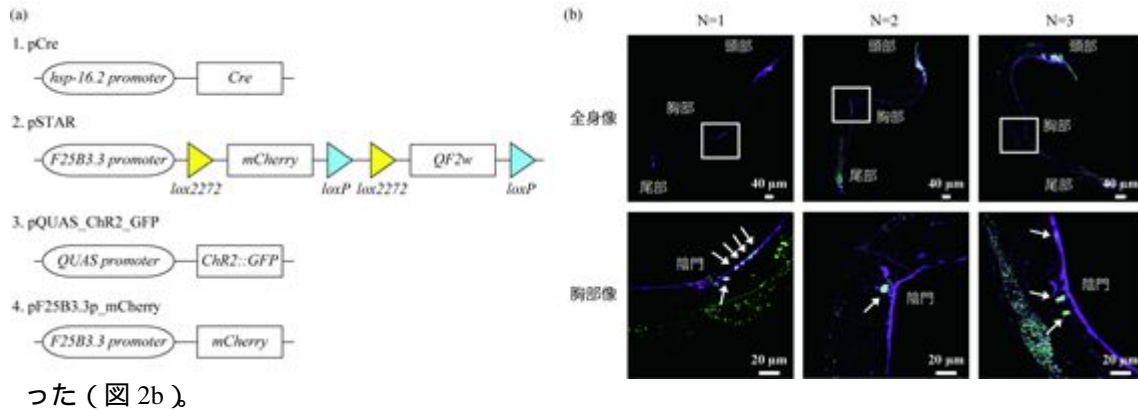 (a)
1. pCre
hsp-16.2 promoter Cre
2. pSTAR
F25B3.3 promoter mCherry QF2w
lox2272 loxP lox2272 loxP
3. pQUAS_ChR2_GFP
QUAS promoter ChR2::GFP
4. pF25B3.3p_mCherry
F25B3.3 promoter mCherry
(b)
N=1 N=2 N=3
全身像
頭部 胸部 尾部 40 μm
頭部 胸部 尾部 40 μm
頭部 胸部 尾部 40 μm
胸部像
陰門 20 μm
陰門 20 μm
陰門 20 μm
った(図 2b)。